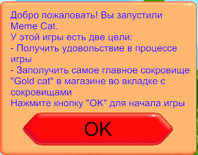 Добро пожаловать! Вы запустили
Meme Cat.
У этой игры есть две цели:
- Получить удовольствие в процессе
игры
- Заполучить самое главное сокровище
"Gold cat" в магазине во вкладке с
сокровищами
Нажмите кнопку "OK" для начала игры
OK